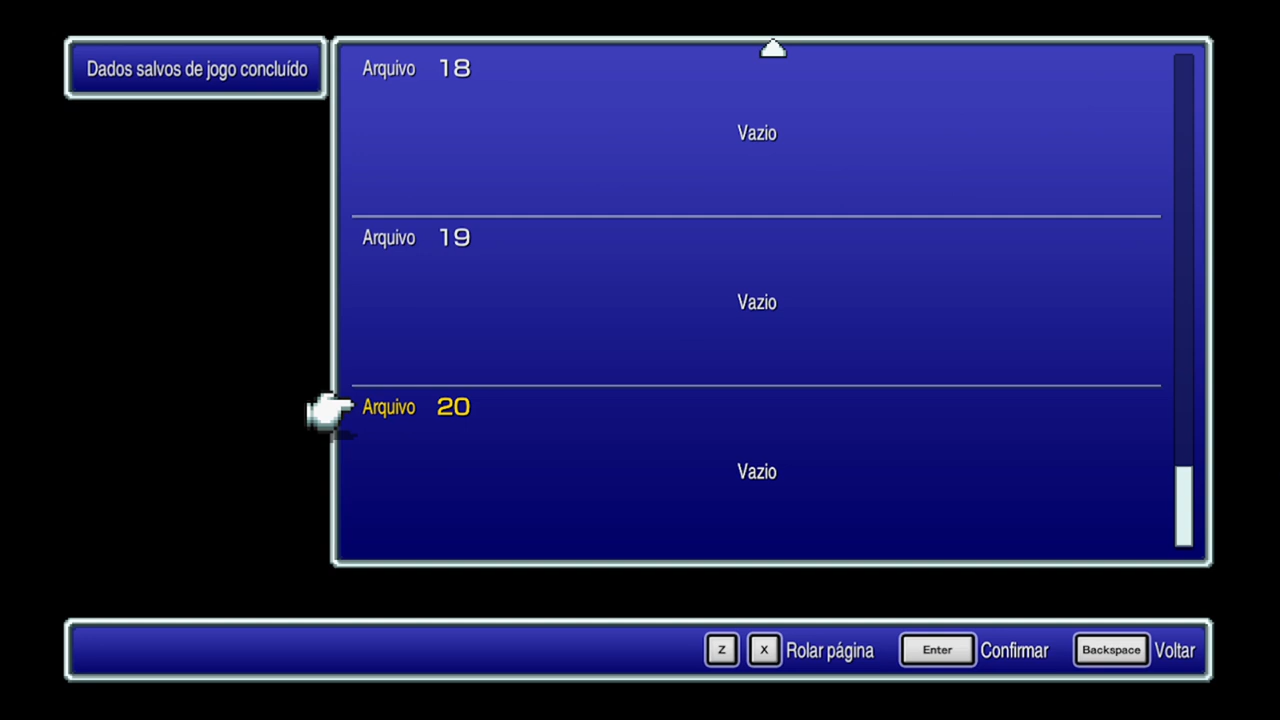 Dados salvos de jogo concluído
Arquivo 18
Vazio
Arquivo 19
Vazio
Arquivo 20
Vazio
Z X Rolar página Enter Confirmar Backspace Voltar